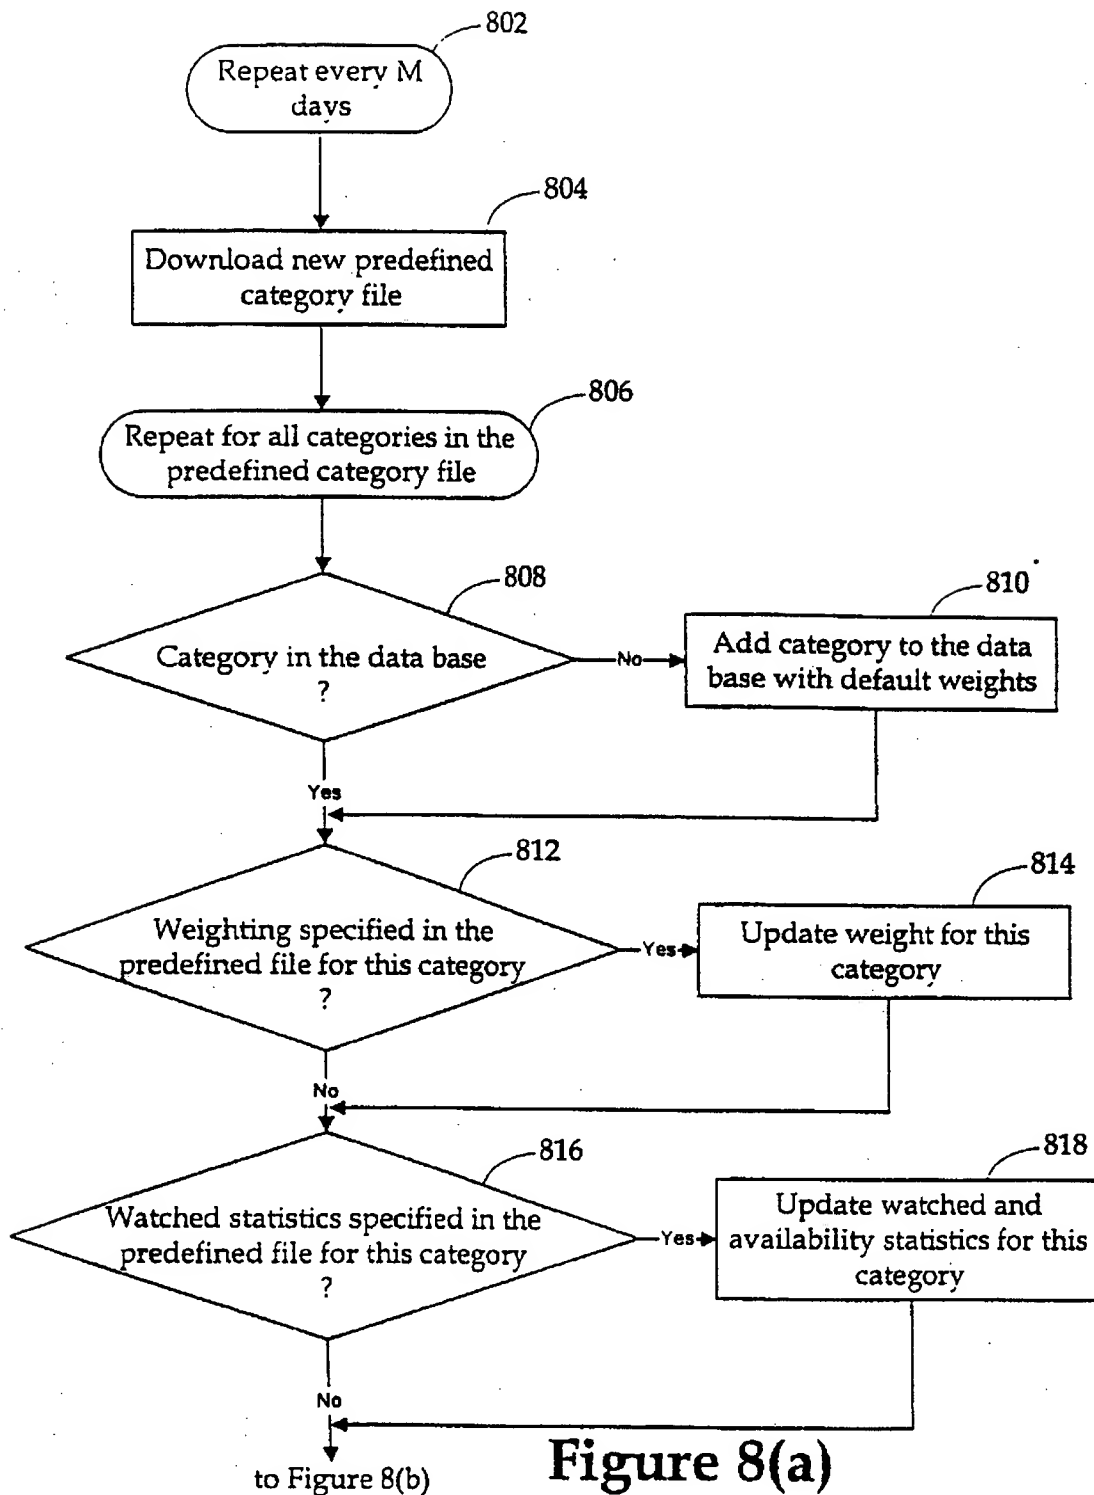 802
Repeat every M
days
804
Download new predefined
category file
806
Repeat for all categories in the
predefined category file
808
Category in the data base
?
No
810
Add category to the data
base with default weights
Yes
812
Weighting specified in the
predefined file for this category
?
Yes
814
Update weight for this
category
No
816
Watched statistics specified in the
predefined file for this category
?
Yes
818
Update watched and
availability statistics for this
category
No
to Figure 8(b)
Figure 8(a)